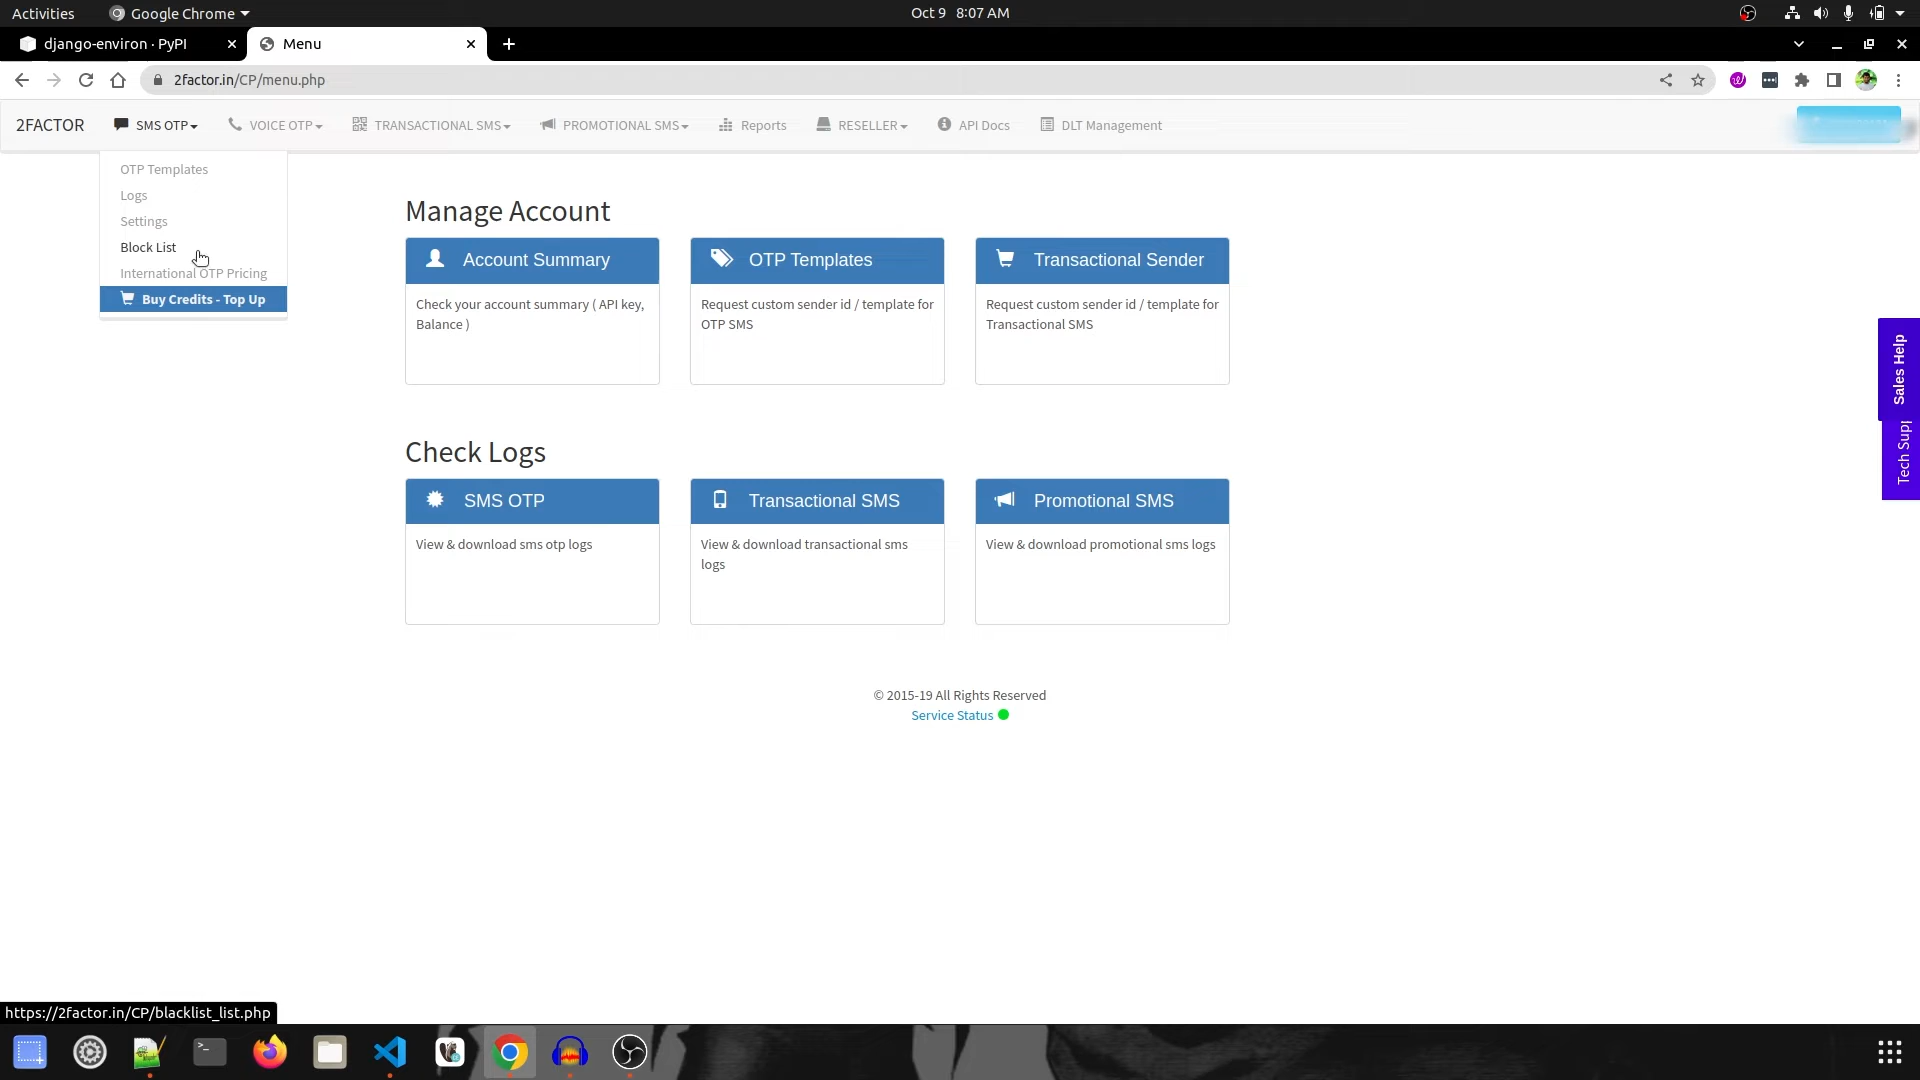 Activities
Google Chrome
Oct 9 8:07 AM
django-environ · PyPI
Menu
2factor.in/CP/menu.php
2FACTOR
SMS OTP
VOICE OTP
TRANSACTIONAL SMS
PROMOTIONAL SMS
Reports
RESELLER
API Docs
DLT Management
OTP Templates
Logs
Settings
Block List
International OTP Pricing
Buy Credits - Top Up
Manage Account
Account Summary
Check your account summary ( API key,
Balance )
OTP Templates
Request custom sender id / template for
OTP SMS
Transactional Sender
Request custom sender id / template for
Transactional SMS
Sales Help
Tech Supp
Check Logs
SMS OTP
View & download sms otp logs
Transactional SMS
View & download transactional sms
logs
Promotional SMS
View & download promotional sms logs
© 2015-19 All Rights Reserved
Service Status
https://2factor.in/CP/blacklist_list.php